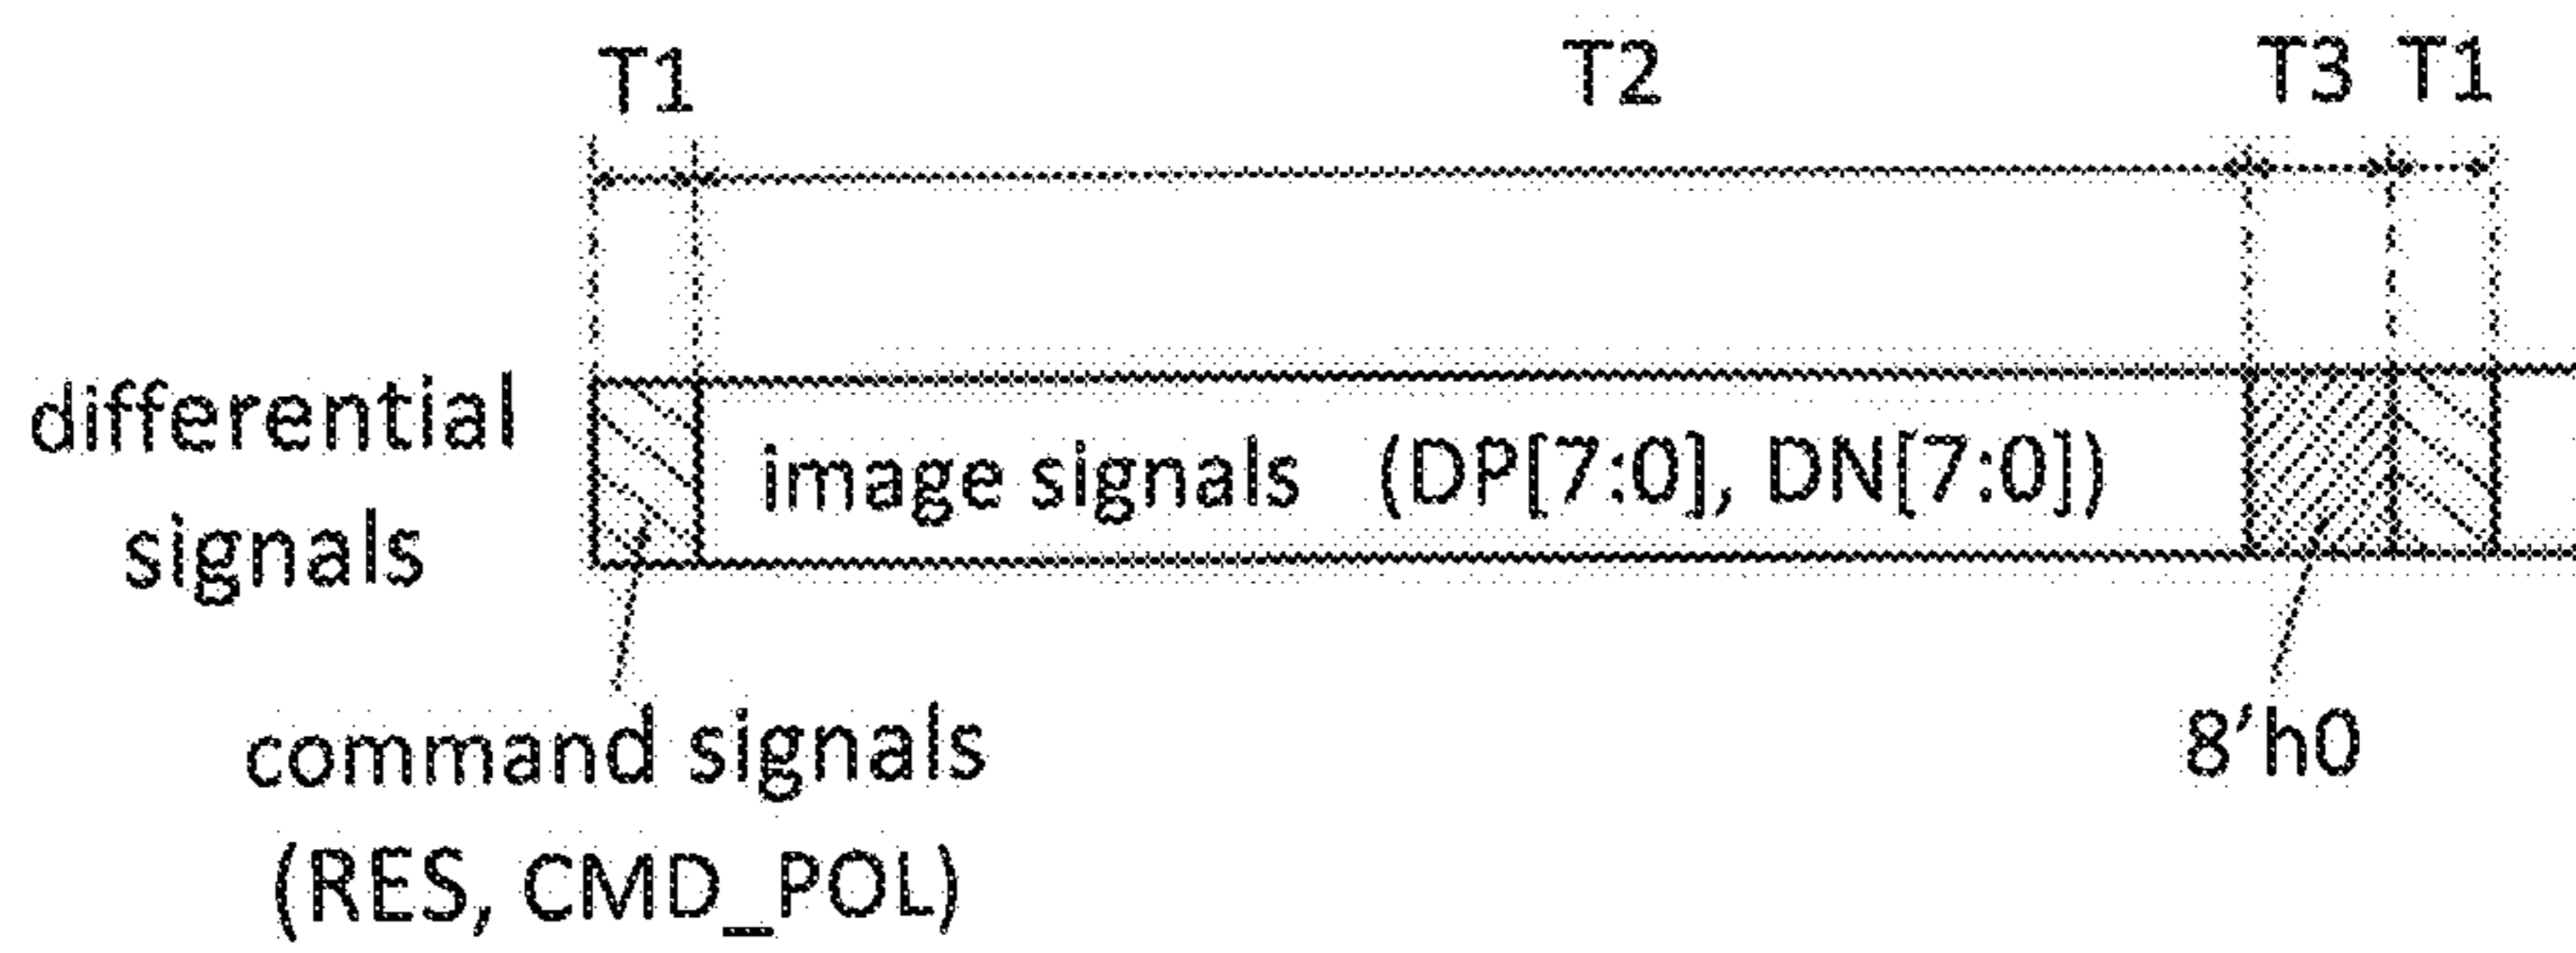 T1 T2 T3 T1
differential
signals
image signals (DP[7:0], DN[7:0])
command signals
(RES, CMD_POL)
8'h0